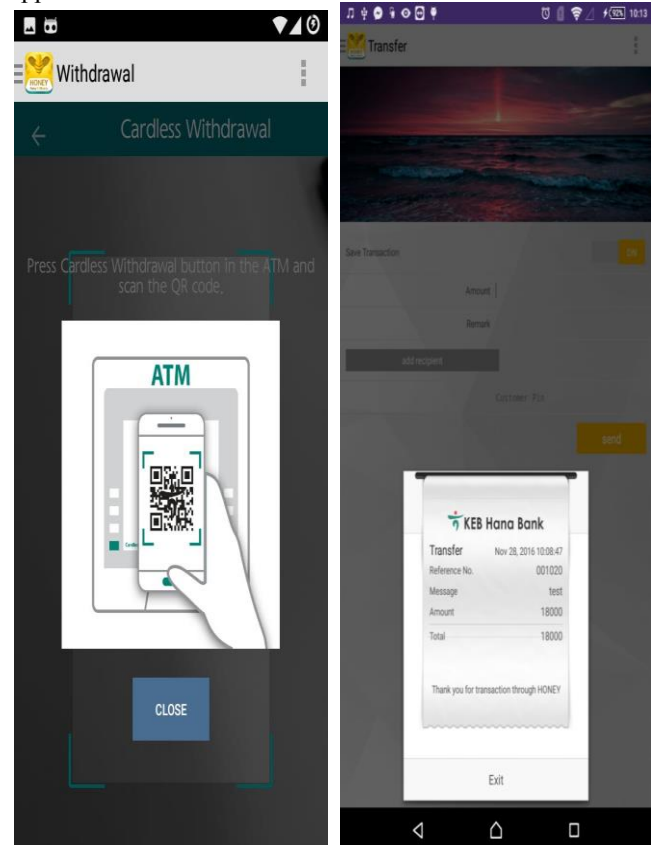 Withdrawal
HONEY
Cardless Withdrawal
Press Cardless Withdrawal button in the ATM and
scan the QR code.
ATM
CLOSE
92%
10:13
Transfer
Save Transaction
ON
Amount
Remark
add recipient
Customer Pin
send
KEB Hana Bank
Transfer Nov 28, 2016 10:08:47
Reference No. 001020
Message test
Amount 18000
Total 18000
Thank you for transaction through HONEY
Exit